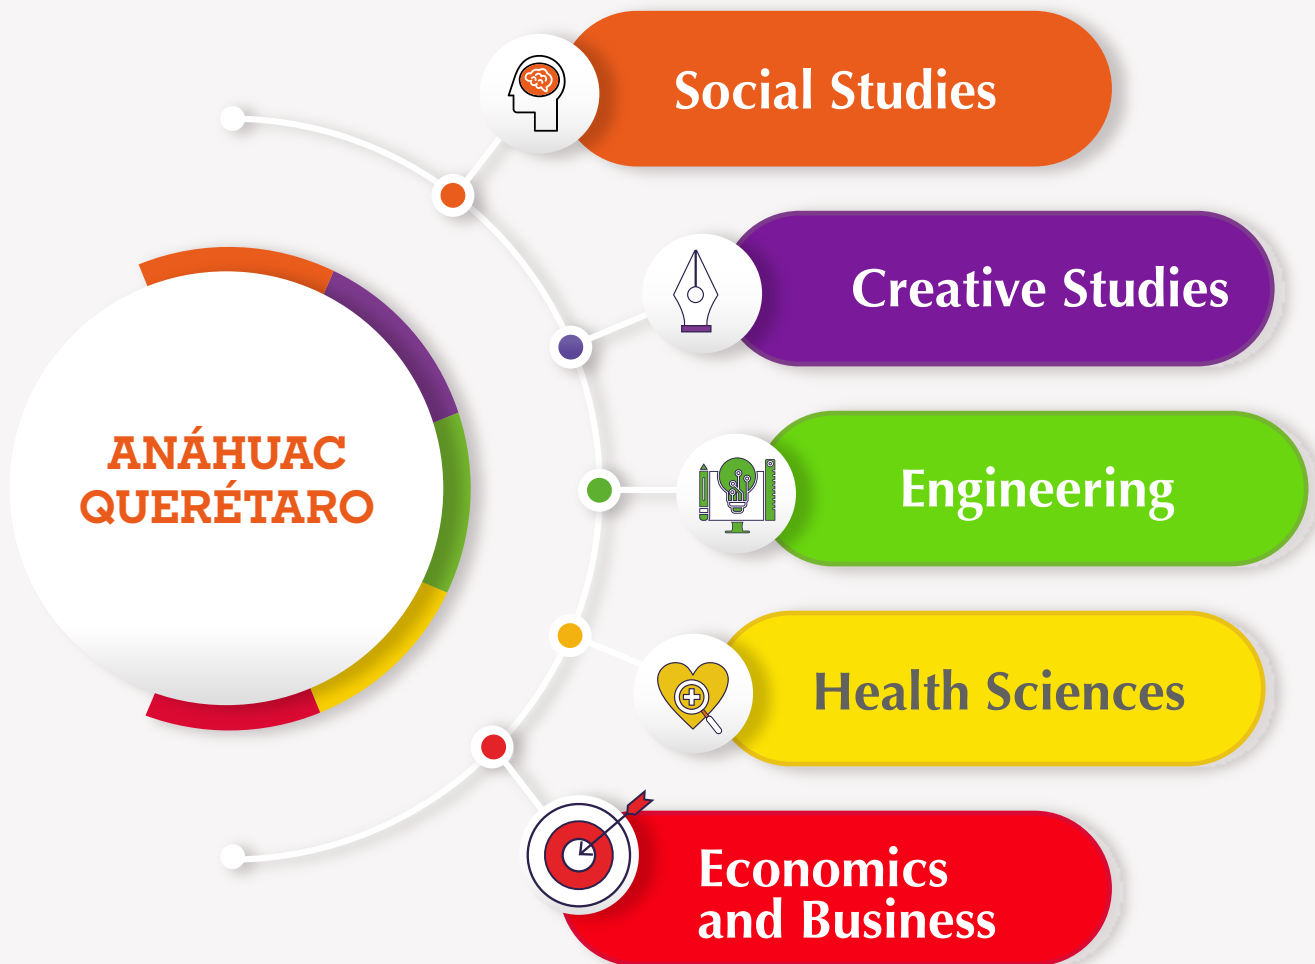 ANÁHUAC
QUERÉTARO
Social Studies
Creative Studies
Engineering
Health Sciences
Economics
and Business